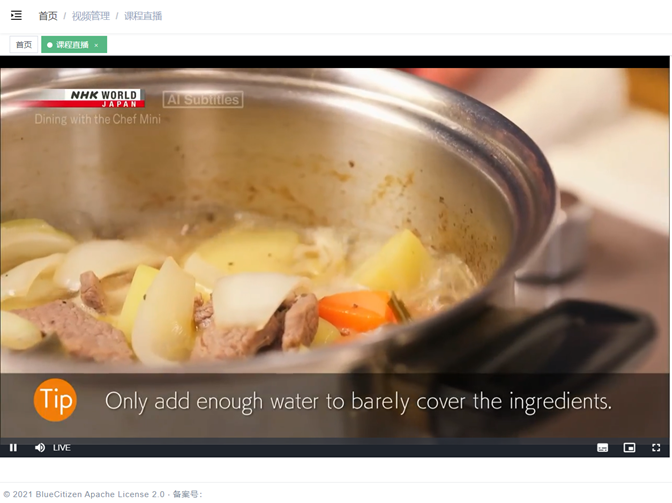 首页 / 视频管理 / 课程直播
首页
课程直播 ×
NHK WORLD
JAPAN
AI Subtitles
Dining with the Chef Mini
Tip
Only add enough water to barely cover the ingredients.
LIVE
© 2021 BlueCitizen Apache License 2.0 · 备案号：